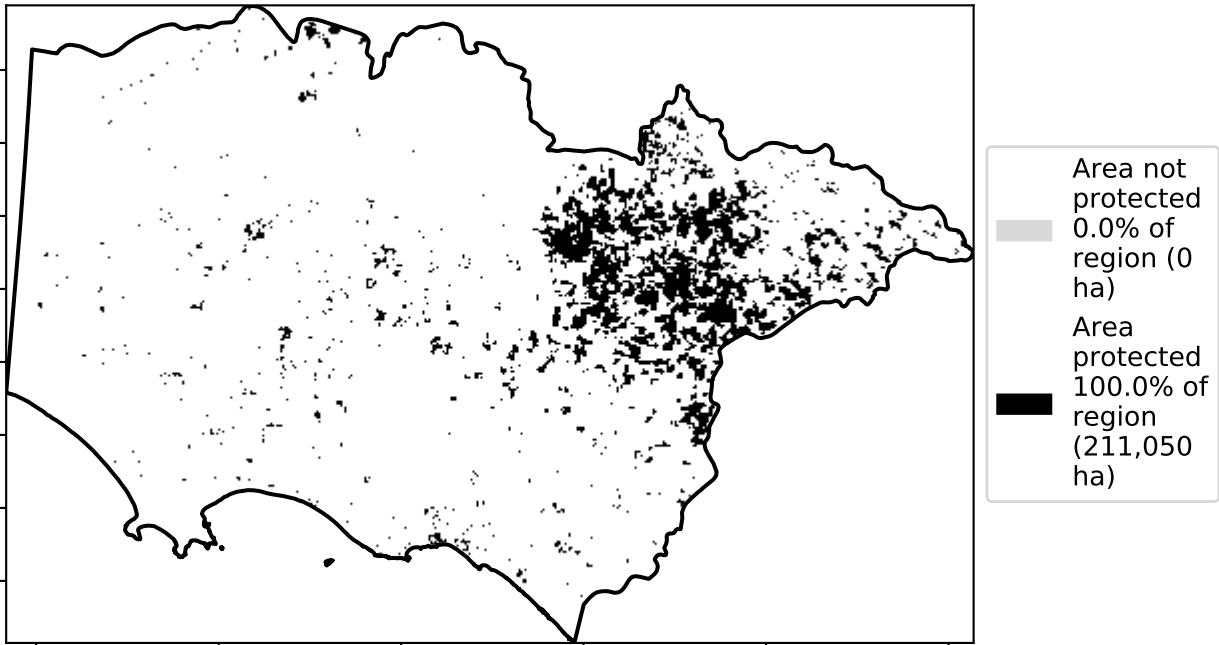 Area not
protected
0.0% of
region (0
ha)
Area
protected
100.0% of
region
(211,050
ha)